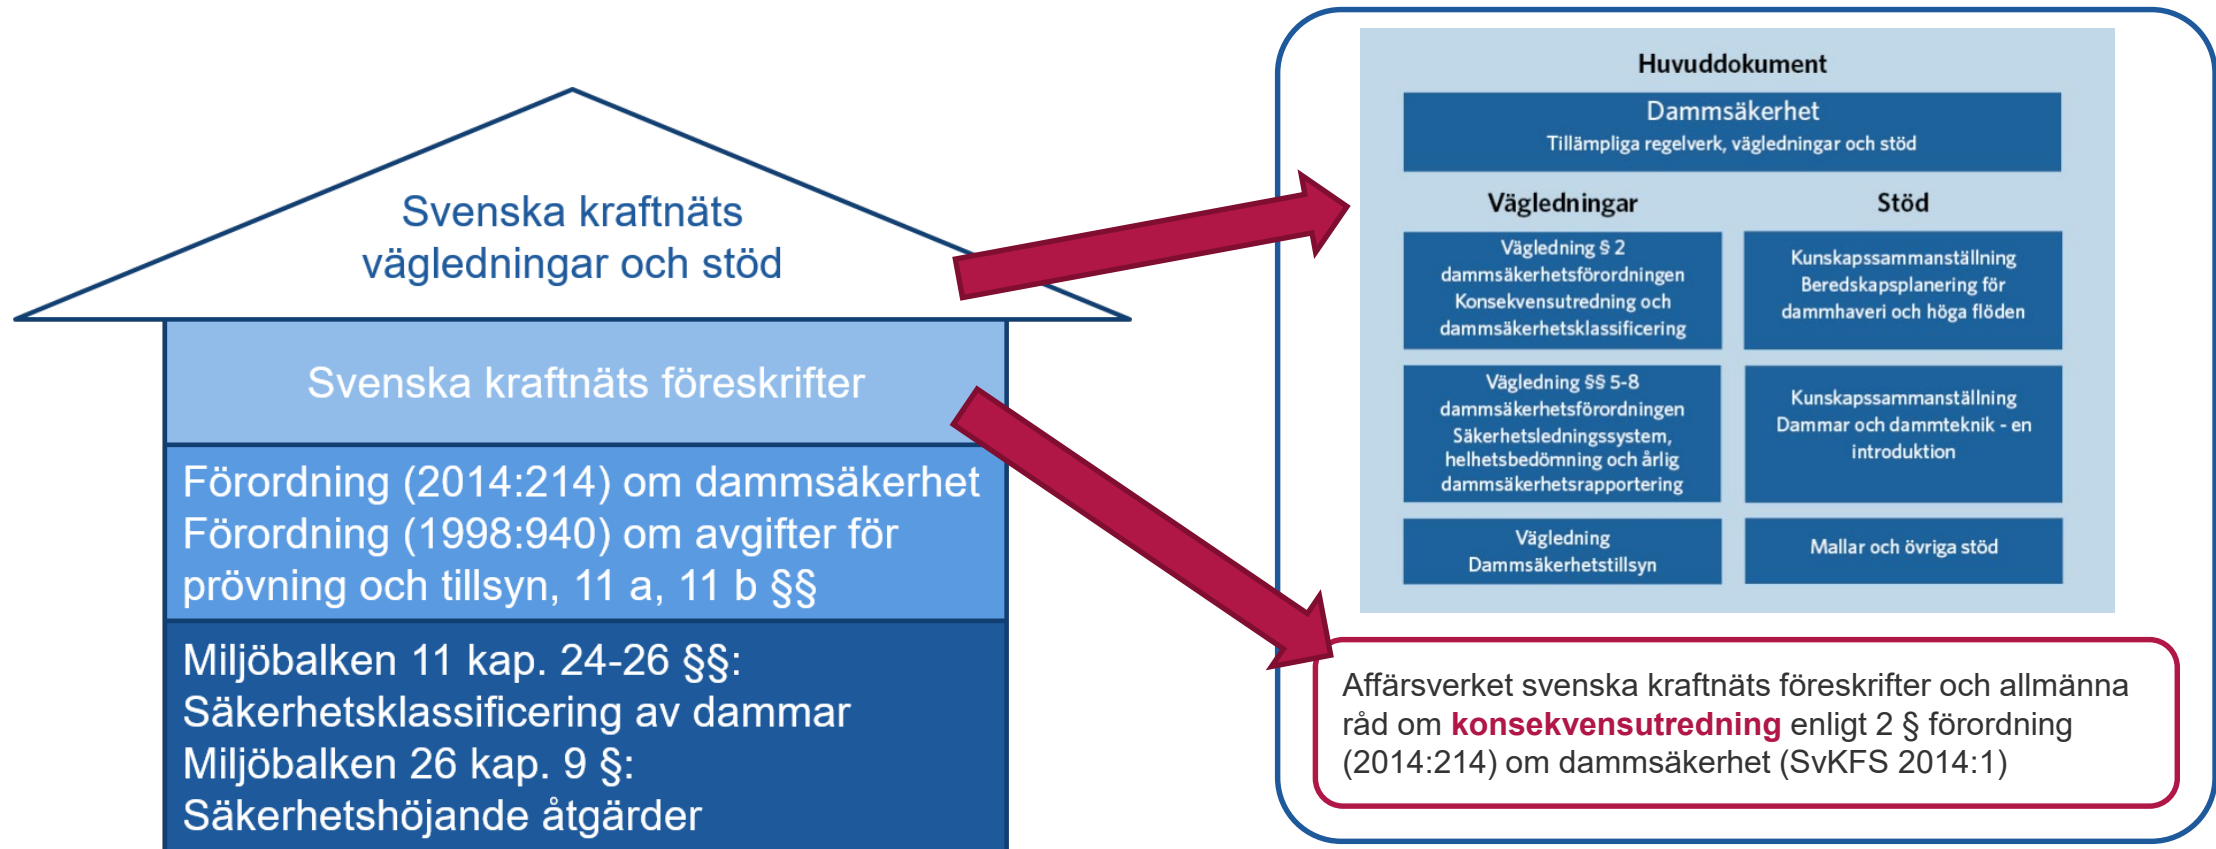 Svenska kraftnäts
vägledningar och stöd
Svenska kraftnäts föreskrifter
Förordning (2014:214) om dammsäkerhet
Förordning (1998:940) om avgifter för
prövning och tillsyn, 11 a, 11 b §§
Miljöbalken 11 kap. 24-26 §§:
Säkerhetsklassificering av dammar
Miljöbalken 26 kap. 9 §:
Säkerhetshöjande åtgärder
Huvuddokument
Dammsäkerhet
Tillämpliga regelverk, vägledningar och stöd
Vägledningar
Vägledning § 2
dammsäkerhetsförordningen
Konsekvensutredning och
dammsäkerhetsklassificering
Vägledning §§ 5-8
dammsäkerhetsförordningen
Säkerhetsledningssystem,
helhetsbedömning och årlig
dammsäkerhetsrapportering
Vägledning
Dammsäkerhetstillsyn
Stöd
Kunskapssammanställning
Beredskapsplanering för
dammhaveri och höga flöden
Kunskapssammanställning
Dammar och dammteknik - en
introduktion
Mallar och övriga stöd
Affärsverket svenska kraftnäts föreskrifter och allmänna
råd om konsekvensutredning enligt 2 § förordning
(2014:214) om dammsäkerhet (SvKFS 2014:1)